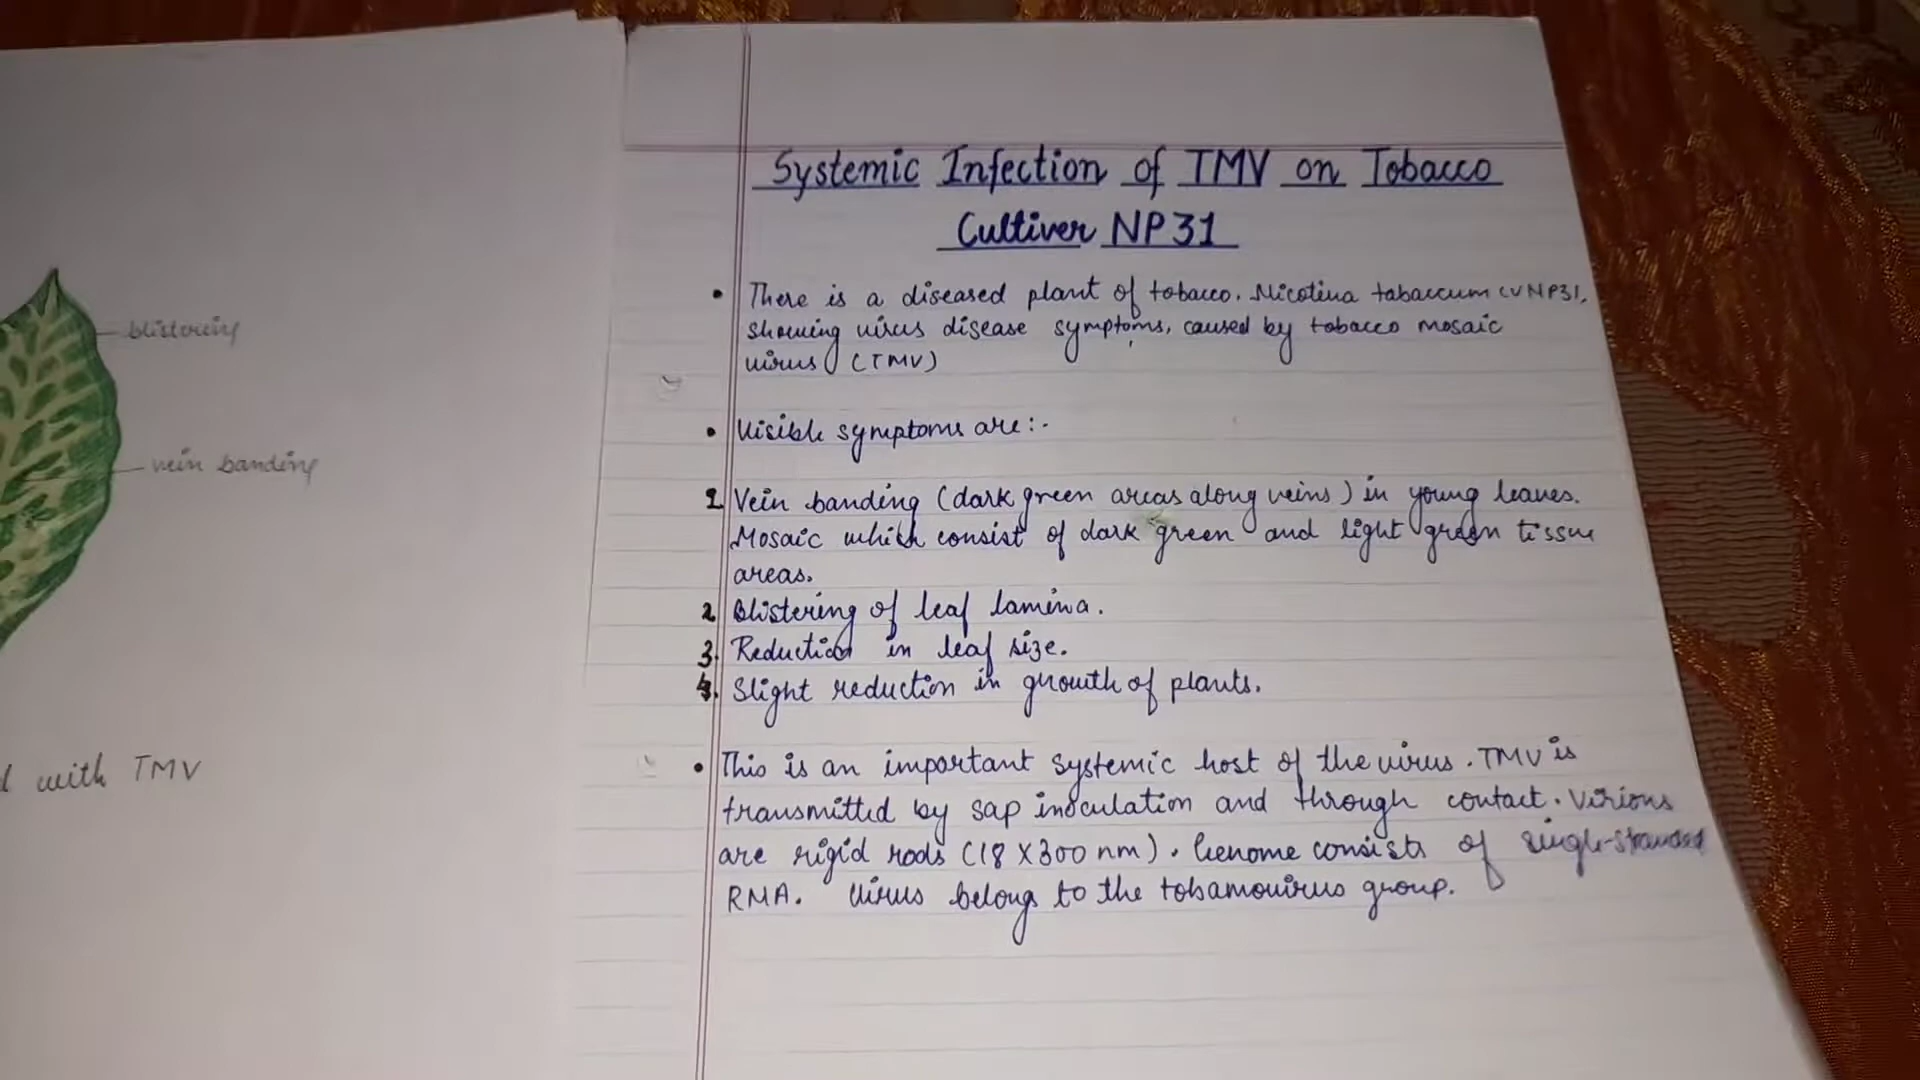 blistering
vein banding
d with TMV
Systemic Infection of TMV on Tobacco
Cultiver NP31
• There is a diseased plant of tobacco. Nicotina tabaccum CV NP31,
showing virus disease symptoms, caused by tobacco mosaic
virus (TMV)
• Visible symptoms are:-
1. Vein banding (dark green areas along veins) in young leaves.
Mosaic which consist of dark green and light green tissue
areas.
2. Blistering of leaf lamina.
3. Reduction in leaf size.
4. Slight reduction in growth of plants.
• This is an important systemic host of the virus. TMV is
transmitted by sap inoculation and through contact. Virions
are rigid rods (18 X 300 nm). Genome consists of single-stranded
RNA. Virus belong to the tobamovirus group.